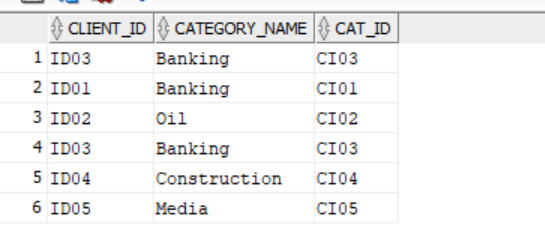 CLIENT_ID CATEGORY_NAME CAT_ID
1 ID03 Banking CI03
2 ID01 Banking CI01
3 ID02 Oil CI02
4 ID03 Banking CI03
5 ID04 Construction CI04
6 ID05 Media CI05